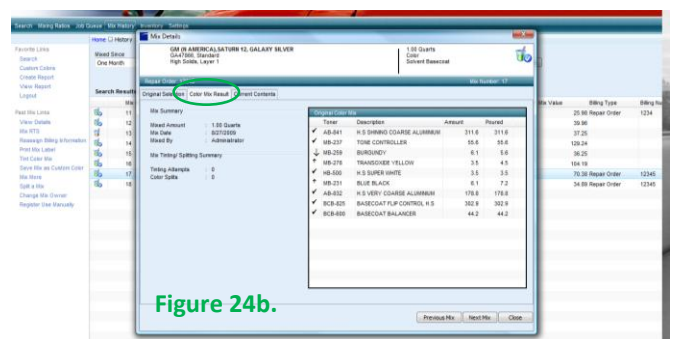 Search Mixing Ratios Job Queue Mix History Inventory Settings
Home History
Favorite Links
Search
Custom Colors
Create Report
View Report
Logout
Mixed Since
One Month
Search Results
Past Mix Links
View Details
Mix RTS
Reassign Billing Information
Print Mix Label
Tint Color Mix
Save Mix as Custom Color
Mix More
Split a Mix
Change Mix Owner
Register Use Manually
Mix
11
12
13
14
15
16
17
18
Mix Details
GM (N AMERICAL SATURN 12, GALAXY SILVER
GA47666, Standard
High Solids, Layer 1
1.00 Quarts
Color
Solvent Basecoat
Repair Order:
Mix Number: 17
Original Selection Color Mix Result Current Contents
Mix Summary
Mixed Amount : 1.00 Quarts
Mix Date : 8/27/2009
Mixed By : Administrator
Mix Tinting/ Spliting Summary
Tinting Attempts : 0
Color Splits : 0
Original Color Mix
Toner Description Amount Poured
AB-841 H.S SHINING COARSE ALUMINUM 311.6 311.6
MB-237 TONE CONTROLLER 55.6 55.6
MB-259 BURGUNDY 6.1 5.6
MB-278 TRANSOXIDE YELLOW 3.5 4.5
HB-500 H.S SUPER WHITE 3.5 3.5
MB-231 BLUE BLACK 6.1 7.2
AB-832 H.S VERY COARSE ALUMINUM 178.8 178.8
BCB-825 BASECOAT FLIP CONTROL H.S 302.9 302.9
BASECOAT BALANCER 44.2 44.2
Previous Mix Next Mix Close
Mix Value Billing Type
25.98 Repair Order 1234
39.96
37.25
129.24
36.25
104.19
70.30 Repair Order 12345
34.89 Repair Order 12345
Figure 24b.